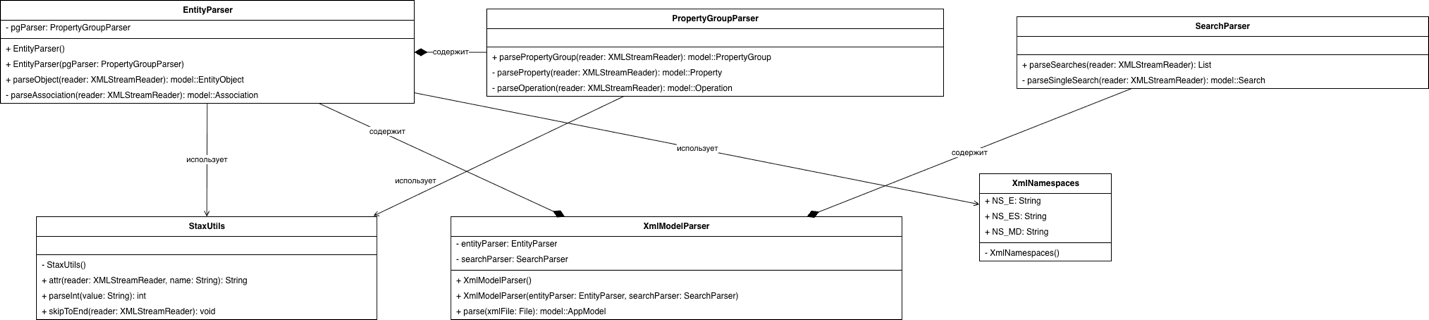 EntityParser
- pgParser: PropertyGroupParser
+ EntityParser()
+ EntityParser(pgParser: PropertyGroupParser)
+ parseObject(reader: XMLStreamReader): model::EntityObject
- parseAssociation(reader: XMLStreamReader): model::Association
содержит
PropertyGroupParser
+ parsePropertyGroup(reader: XMLStreamReader): model::PropertyGroup
- parseProperty(reader: XMLStreamReader): model::Property
- parseOperation(reader: XMLStreamReader): model::Operation
SearchParser
+ parseSearches(reader: XMLStreamReader): List
- parseSingleSearch(reader: XMLStreamReader): model::Search
использует
содержит
использует
использует
содержит
StaxUtils
- StaxUtils()
+ attr(reader: XMLStreamReader, name: String): String
+ parseInt(value: String): int
+ skipToEnd(reader: XMLStreamReader): void
XmlModelParser
- entityParser: EntityParser
- searchParser: SearchParser
+ XmlModelParser()
+ XmlModelParser(entityParser: EntityParser, searchParser: SearchParser)
+ parse(xmlFile: File): model::AppModel
XmlNamespaces
+ NS_E: String
+ NS_ES: String
+ NS_MD: String
- XmlNamespaces()